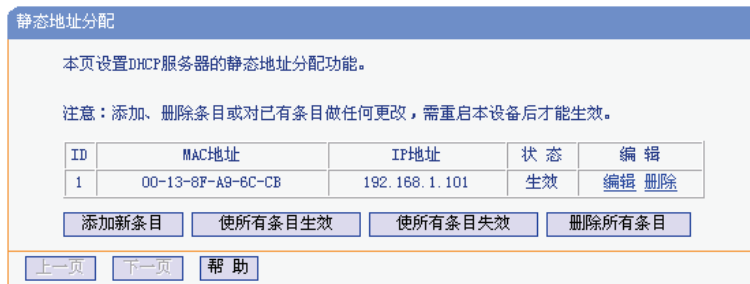 静态地址分配
本页设置DHCP服务器的静态地址分配功能。
注意：添加、删除条目或对已有条目做任何更改，需重启本设备后才能生效。
ID MAC地址 IP地址 状 态 编 辑
1 00-13-8F-A9-6C-CB 192.168.1.101 生效 编辑 删除
添加新条目 使所有条目生效 使所有条目失效 删除所有条目
上一页 下一页 帮 助